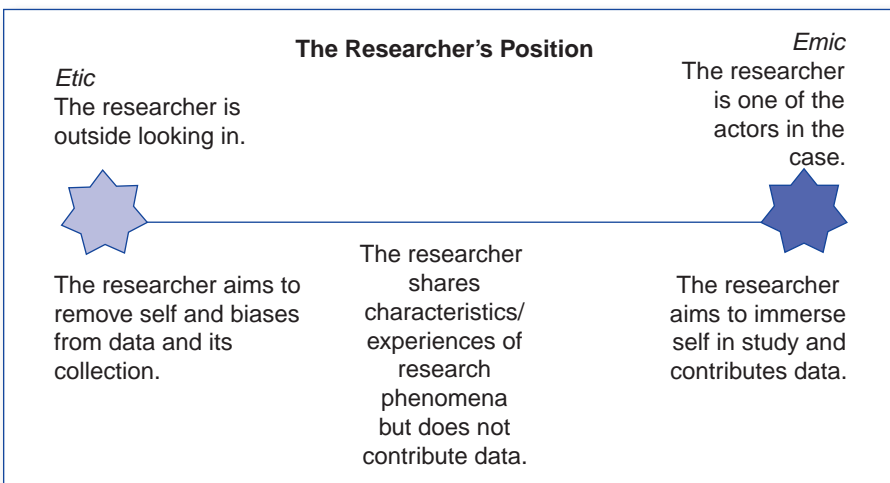 The Researcher’s Position
Etic
The researcher is
outside looking in.
Emic
The researcher
is one of the
actors in the
case.
The researcher aims to
remove self and biases
from data and its
collection.
The researcher
shares
characteristics/
experiences of
research
phenomena
but does not
contribute data.
The researcher
aims to immerse
self in study and
contributes data.